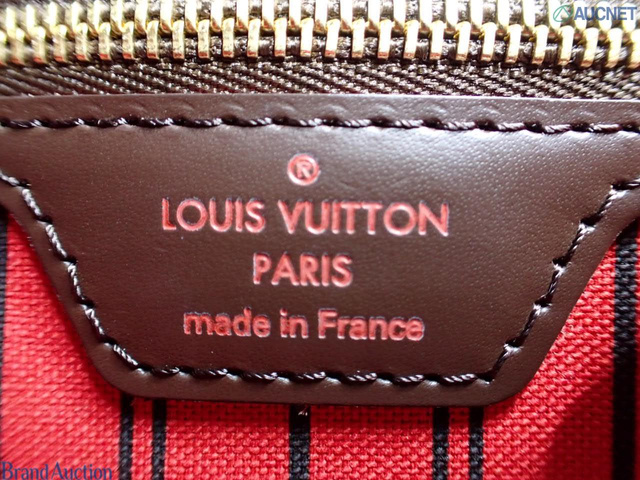 AUCNET
®
LOUIS VUITTON
PARIS
made in France
Brand Auction